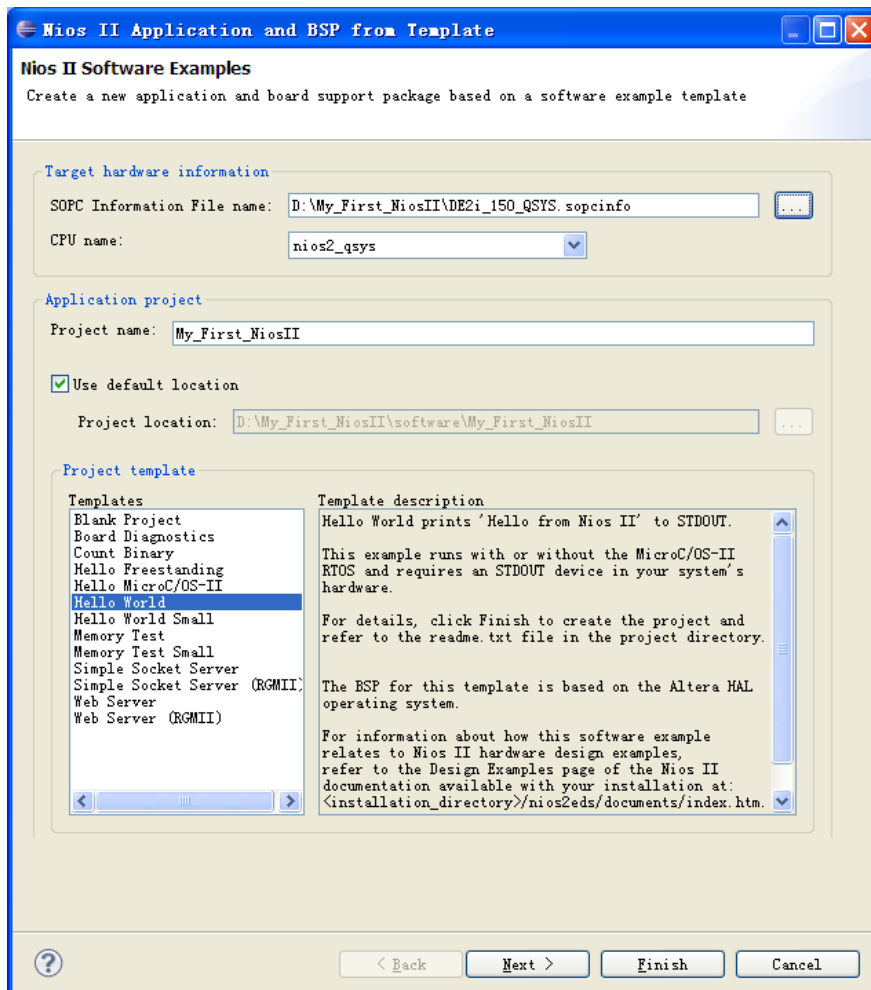 Nios II Application and BSP from Template
Nios II Software Examples
Create a new application and board support package based on a software example template
Target hardware information
SOPC Information File name: D:\My_First_NiosII\DE2i_150_QSYS.sopcinfo ...
CPU name: nios2_qsys
Application project
Project name: My_First_NiosII
Use default location
Project location: D:\My_First_NiosII\software\My_First_NiosII ...
Project template
Templates
Blank Project
Board Diagnostics
Count Binary
Hello Freestanding
Hello MicroC/OS-II
Hello World
Hello World Small
Memory Test
Memory Test Small
Simple Socket Server
Simple Socket Server (RGMII)
Web Server
Web Server (RGMII)
Template description
Hello World prints 'Hello from Nios II' to STDOUT.
This example runs with or without the MicroC/OS-II
RTOS and requires an STDOUT device in your system's
hardware.
For details, click Finish to create the project and
refer to the readme.txt file in the project directory.
The BSP for this template is based on the Altera HAL
operating system.
For information about how this software example
relates to Nios II hardware design examples,
refer to the Design Examples page of the Nios II
documentation available with your installation at:
<installation_directory>/nios2eds/documents/index.htm.
? < Back Next > Finish Cancel